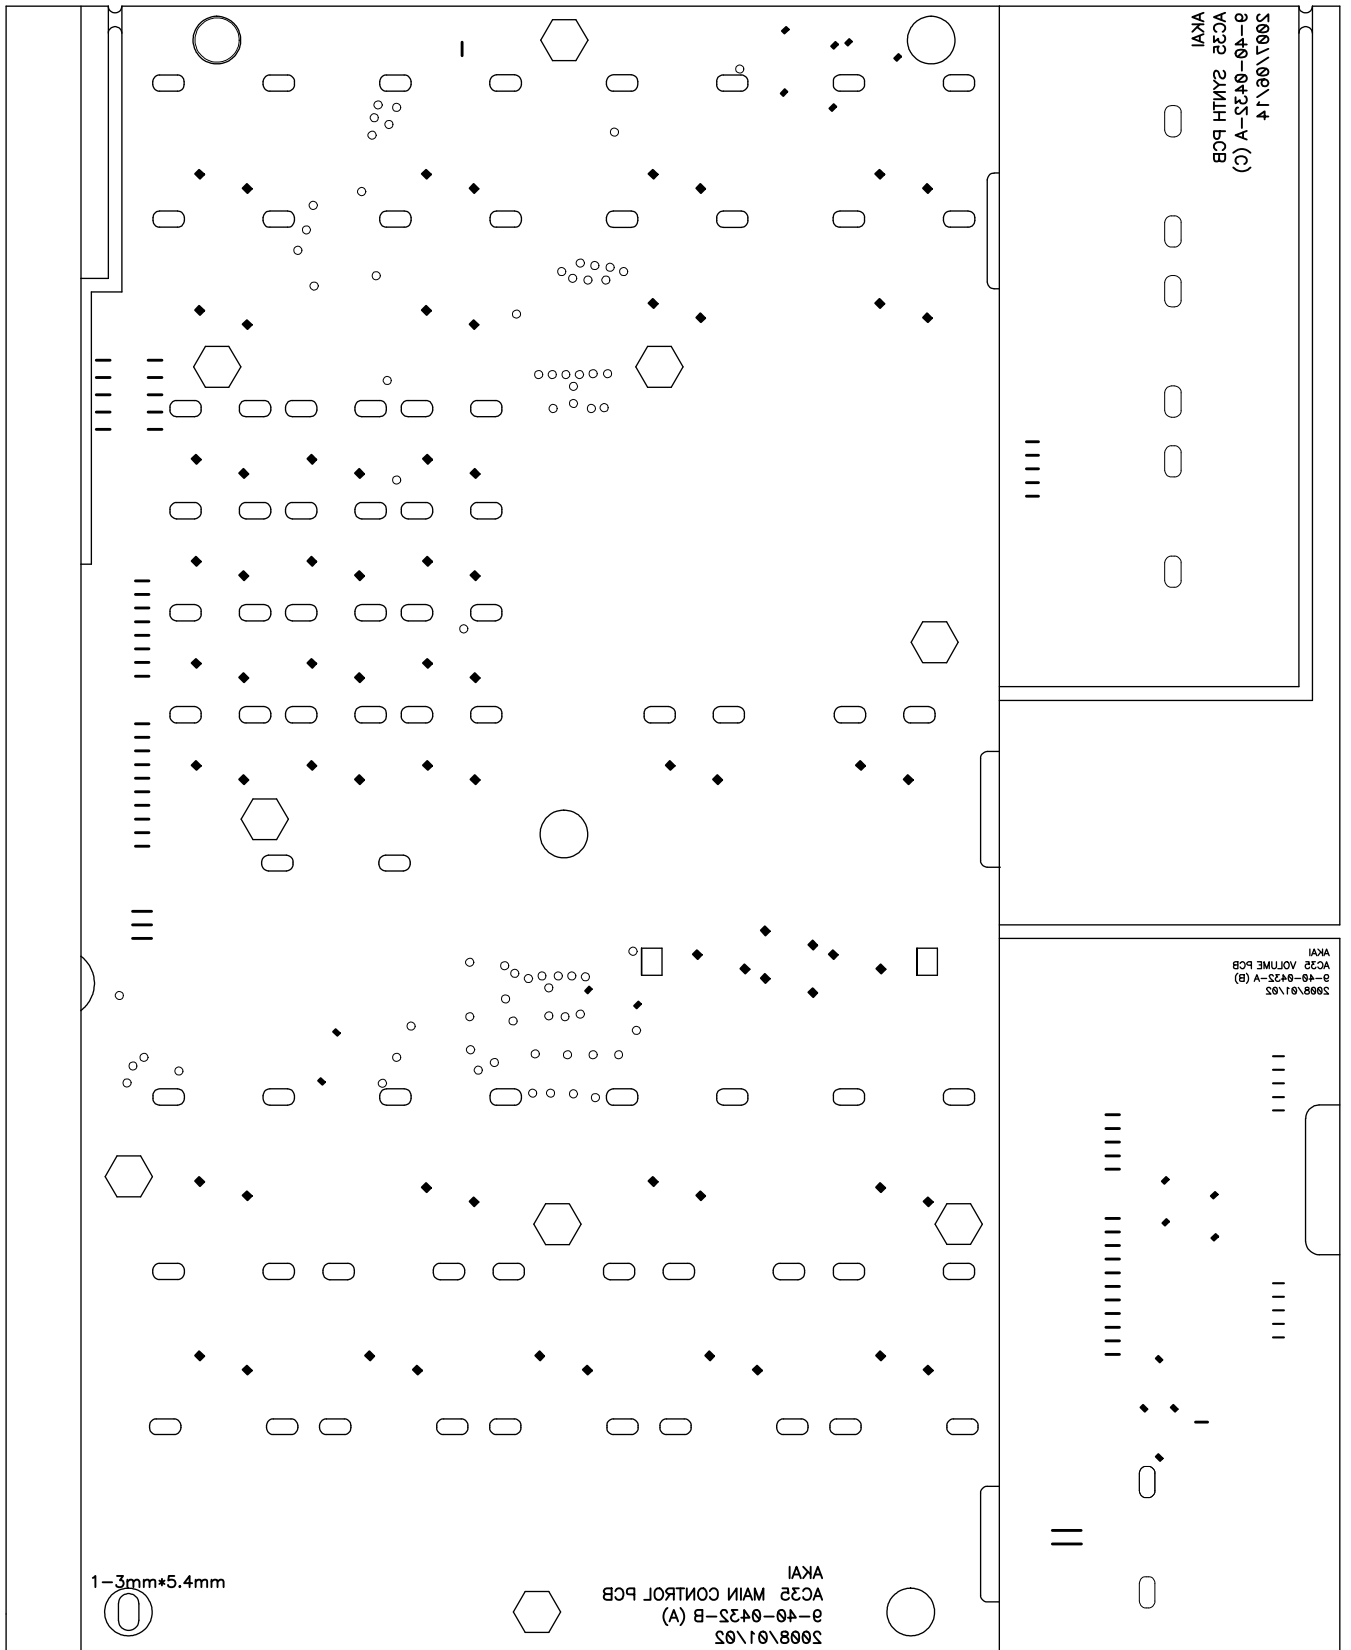 AKAI
AC35 SYNTH PCB
9-40-0432-A (C)
2007/06/14
AKAI
AC35 VOLUME PCB
9-40-0432-A (B)
2008/01/02
1-3mm*5.4mm
AKAI
AC35 MAIN CONTROL PCB
9-40-0432-B (A)
2008/01/02